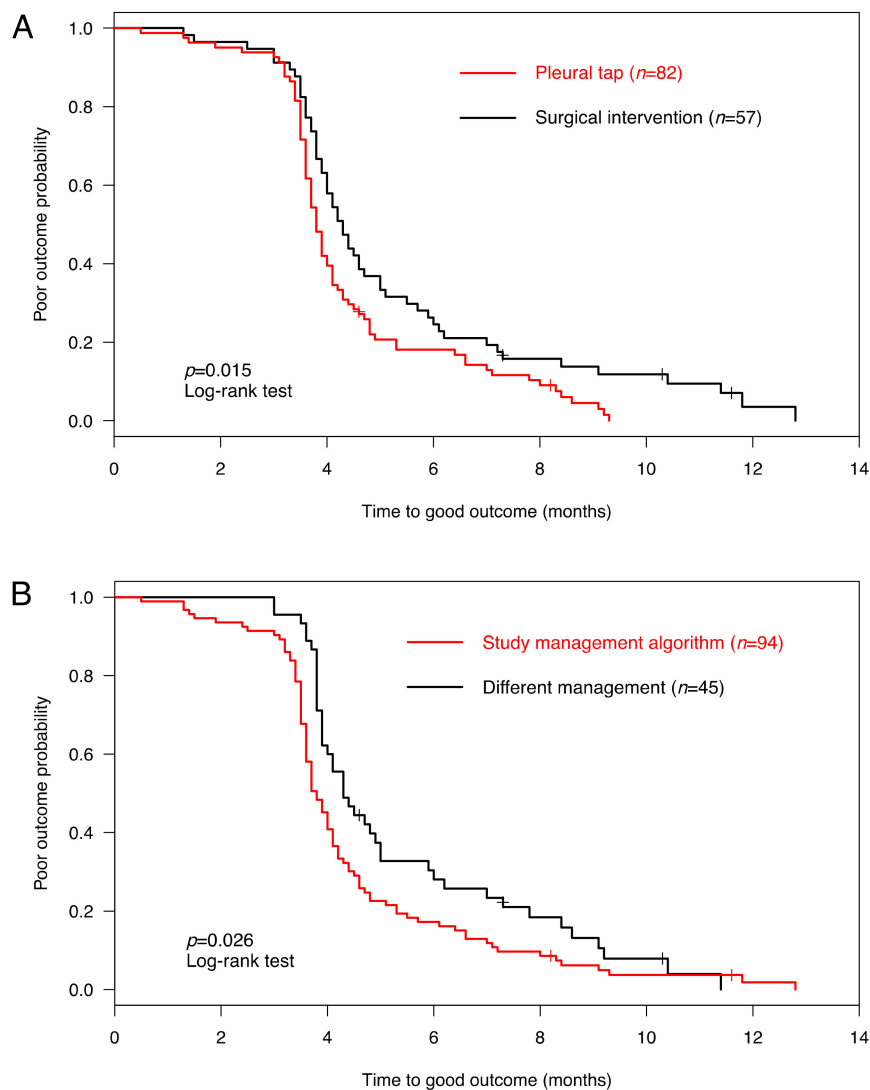 A
1.0
0.8
0.6
0.4
0.2
0.0
Poor outcome probability
Pleural tap (n=82)
Surgical intervention (n=57)
p=0.015
Log-rank test
0 2 4 6 8 10 12 14
Time to good outcome (months)
B
1.0
0.8
0.6
0.4
0.2
0.0
Poor outcome probability
Study management algorithm (n=94)
Different management (n=45)
p=0.026
Log-rank test
0 2 4 6 8 10 12 14
Time to good outcome (months)